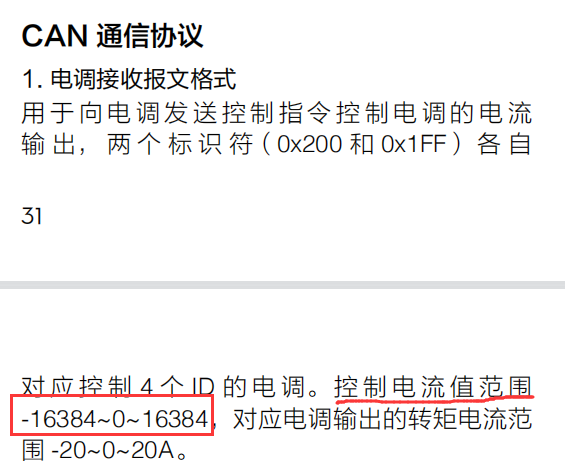 CAN 通信协议
1. 电调接收报文格式
用于向电调发送控制指令控制电调的电流
输出，两个标识符（0x200 和 0x1FF）各自
31
对应控制 4 个 ID 的电调。控制电流值范围
-16384~0~16384，对应电调输出的转矩电流范
围 -20~0~20A。